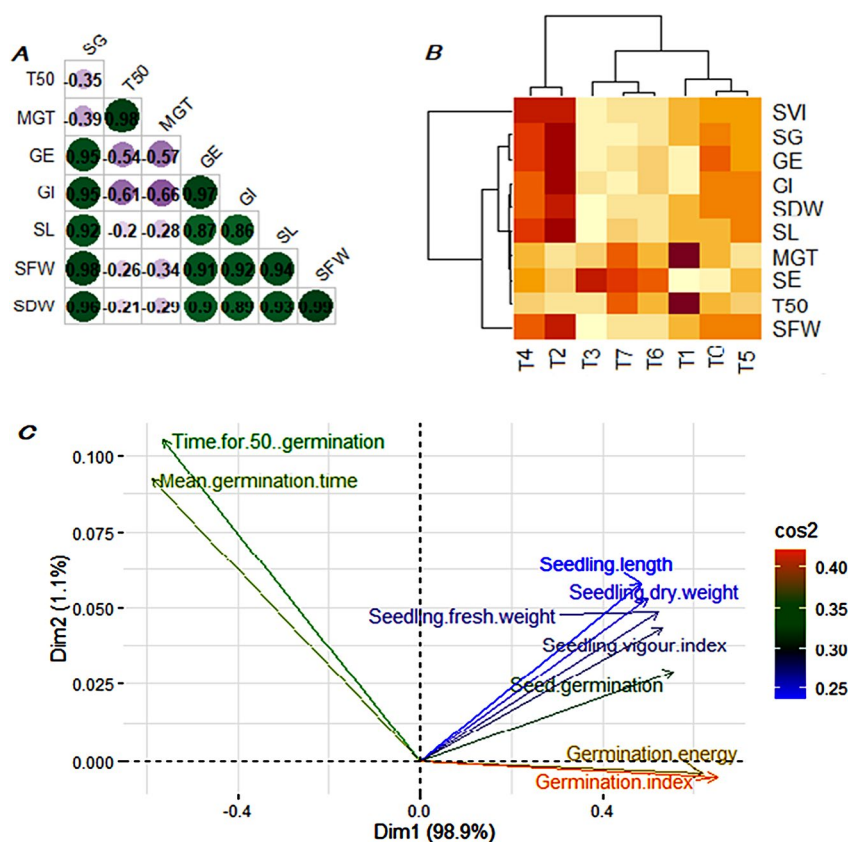 A
SG
T50 -0.35 T50
MGT -0.39 0.98 MGT
GE 0.95 -0.54 -0.57 GE
GI 0.95 -0.61 -0.66 0.97 GI
SL 0.92 -0.2 -0.28 0.87 0.86 SL
SFW 0.98 -0.26 -0.34 0.91 0.92 0.94 SFW
SDW 0.96 -0.21 -0.29 0.9 0.89 0.93 0.99
B
SVI
SG
GE
GI
SDW
SL
MGT
SE
T50
SFW
T4 T2 T3 T7 T6 T1 T0 T5
C
Time.for.50..germination
Mean.germination.time
Seedling.length
Seedling.dry.weight
Seedling.fresh.weight
Seedling.vigour.index
Seed.germination
Germination.energy
Germination.index
0.100
0.075
0.050
0.025
0.000
Dim2 (1.1%)
-0.4 0.0 0.4
Dim1 (98.9%)
cos2
0.40
0.35
0.30
0.25